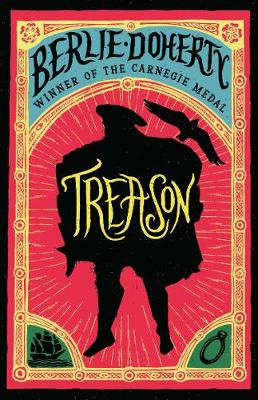 BERLIE DOHERTY
WINNER OF THE CARNEGIE MEDAL
TREASON